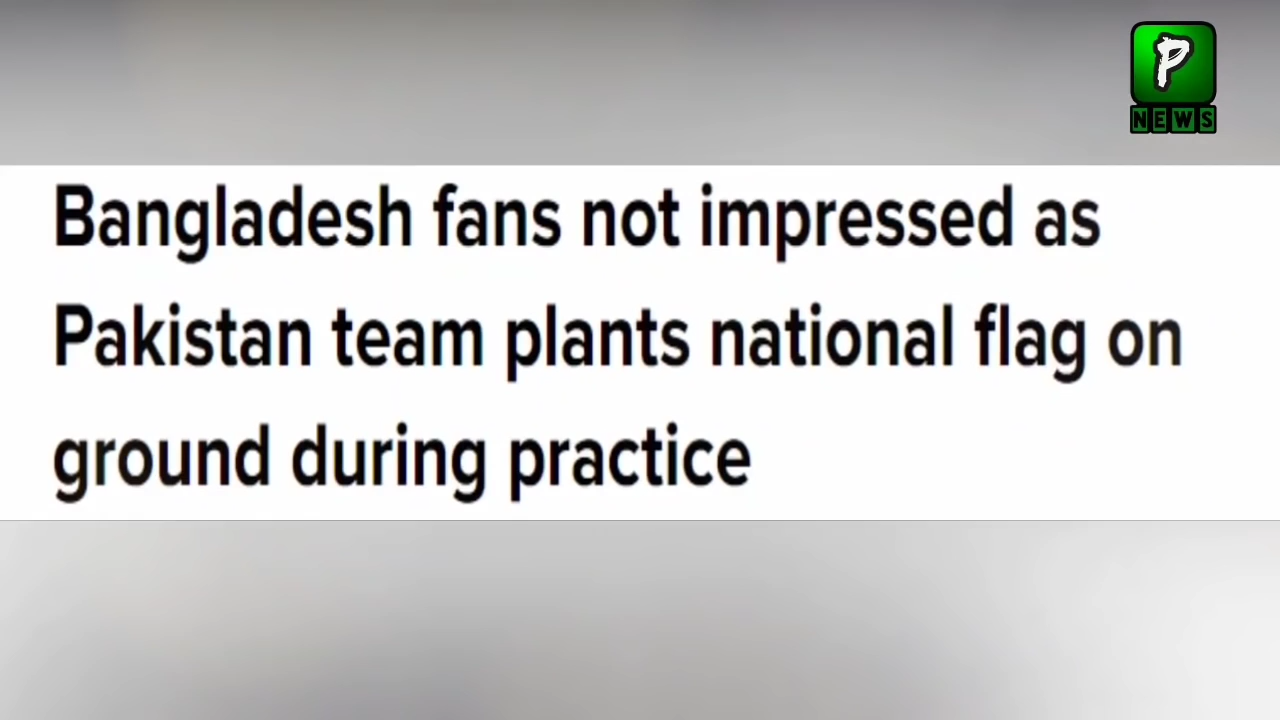 P
NEWS
Bangladesh fans not impressed as
Pakistan team plants national flag on
ground during practice